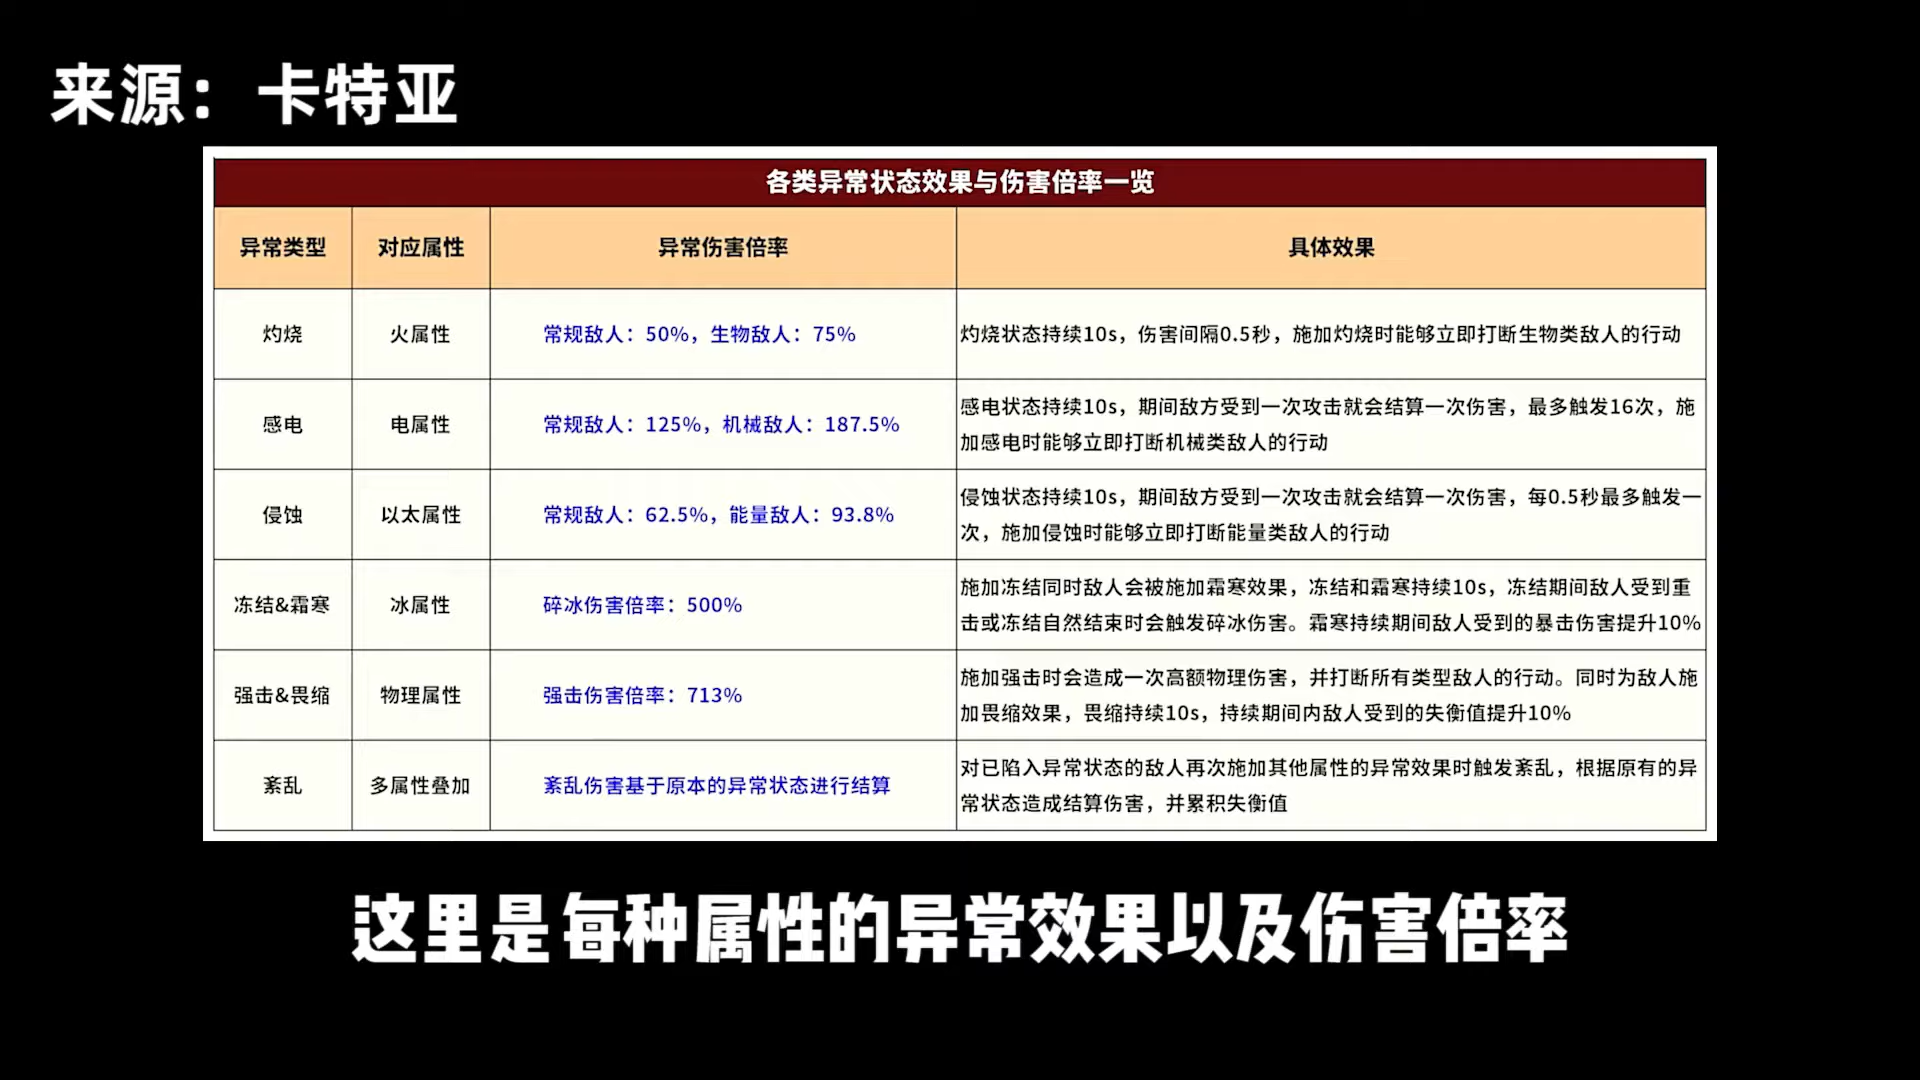 来源：卡特亚
各类异常状态效果与伤害倍率一览
异常类型 对应属性 异常伤害倍率 具体效果
灼烧 火属性 常规敌人：50%，生物敌人：75% 灼烧状态持续10s，伤害间隔0.5秒，施加灼烧时能够立即打断生物类敌人的行动
感电 电属性 常规敌人：125%，机械敌人：187.5% 感电状态持续10s，期间敌方受到一次攻击就会结算一次伤害，最多触发16次，施
加感电时能够立即打断机械类敌人的行动
侵蚀 以太属性 常规敌人：62.5%，能量敌人：93.8% 侵蚀状态持续10s，期间敌方受到一次攻击就会结算一次伤害，每0.5秒最多触发一
次，施加侵蚀时能够立即打断能量类敌人的行动
冻结&霜寒 冰属性 碎冰伤害倍率：500% 施加冻结同时敌人会被施加霜寒效果，冻结和霜寒持续10s，冻结期间敌人受到重
击或冻结自然结束时会触发碎冰伤害。霜寒持续期间敌人受到的暴击伤害提升10%
强击&畏缩 物理属性 强击伤害倍率：713% 施加强击时会造成一次高额物理伤害，并打断所有类型敌人的行动。同时为敌人施
加畏缩效果，畏缩持续10s，持续期间内敌人受到的失衡值提升10%
紊乱 多属性叠加 紊乱伤害基于原本的异常状态进行结算 对已陷入异常状态的敌人再次施加其他属性的异常效果时触发紊乱，根据原有的异
常状态造成结算伤害，并累积失衡值
这里是每种属性的异常效果以及伤害倍率